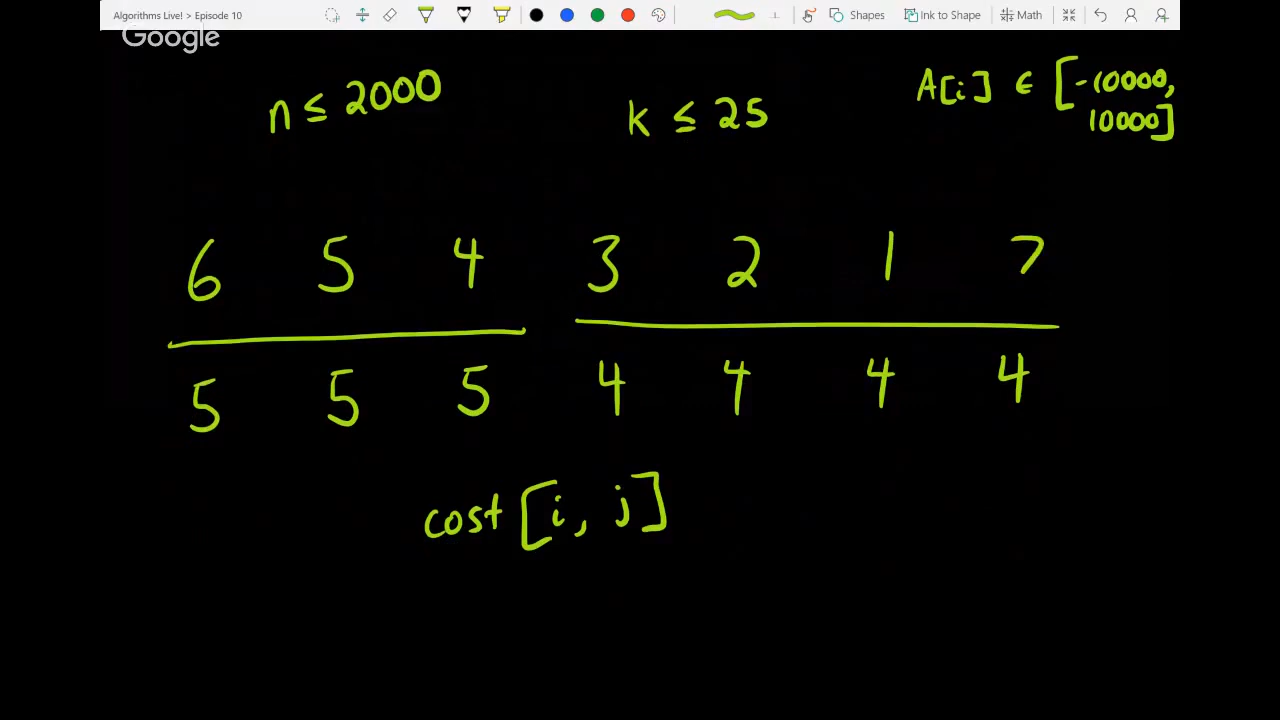 Algorithms Live! > Episode 10
Shapes
Ink to Shape
Math
Google
n ≤ 2000
k ≤ 25
A[i] ∈ [-10000,
10000]
6 5 4 3 2 1 7
5 5 5 4 4 4 4
cost[i, j]